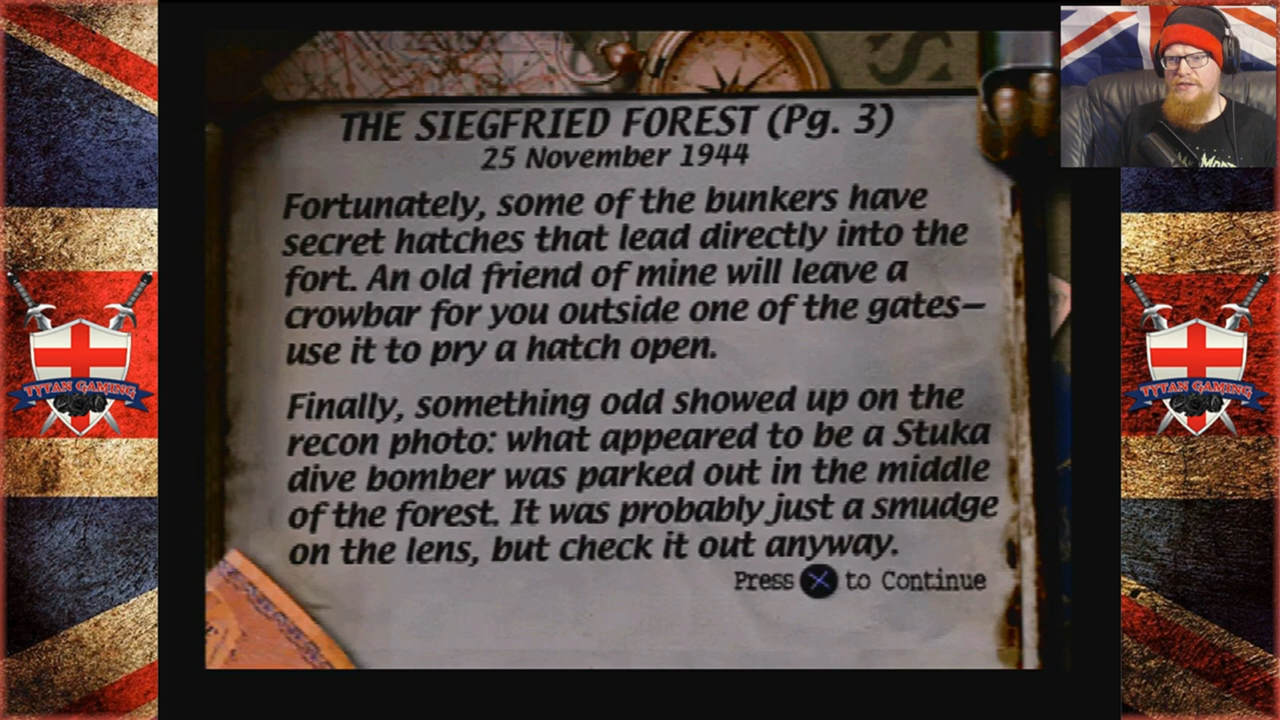 THE SIEGFRIED FOREST (Pg. 3)
25 November 1944
Fortunately, some of the bunkers have
secret hatches that lead directly into the
fort. An old friend of mine will leave a
crowbar for you outside one of the gates—
use it to pry a hatch open.
Finally, something odd showed up on the
recon photo: what appeared to be a Stuka
dive bomber was parked out in the middle
of the forest. It was probably just a smudge
on the lens, but check it out anyway.
Press X to Continue
TYTAN GAMING
TYTAN GAMING